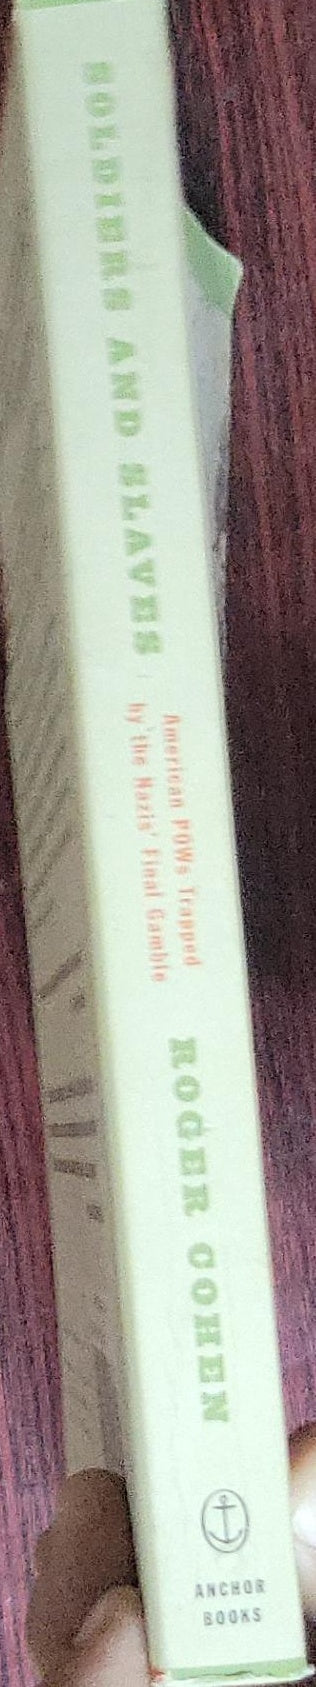 SOLDIERS AND SLAVES
American POWs Trapped
by the Nazis' Final Gamble
ROGER COHEN
ANCHOR
BOOKS